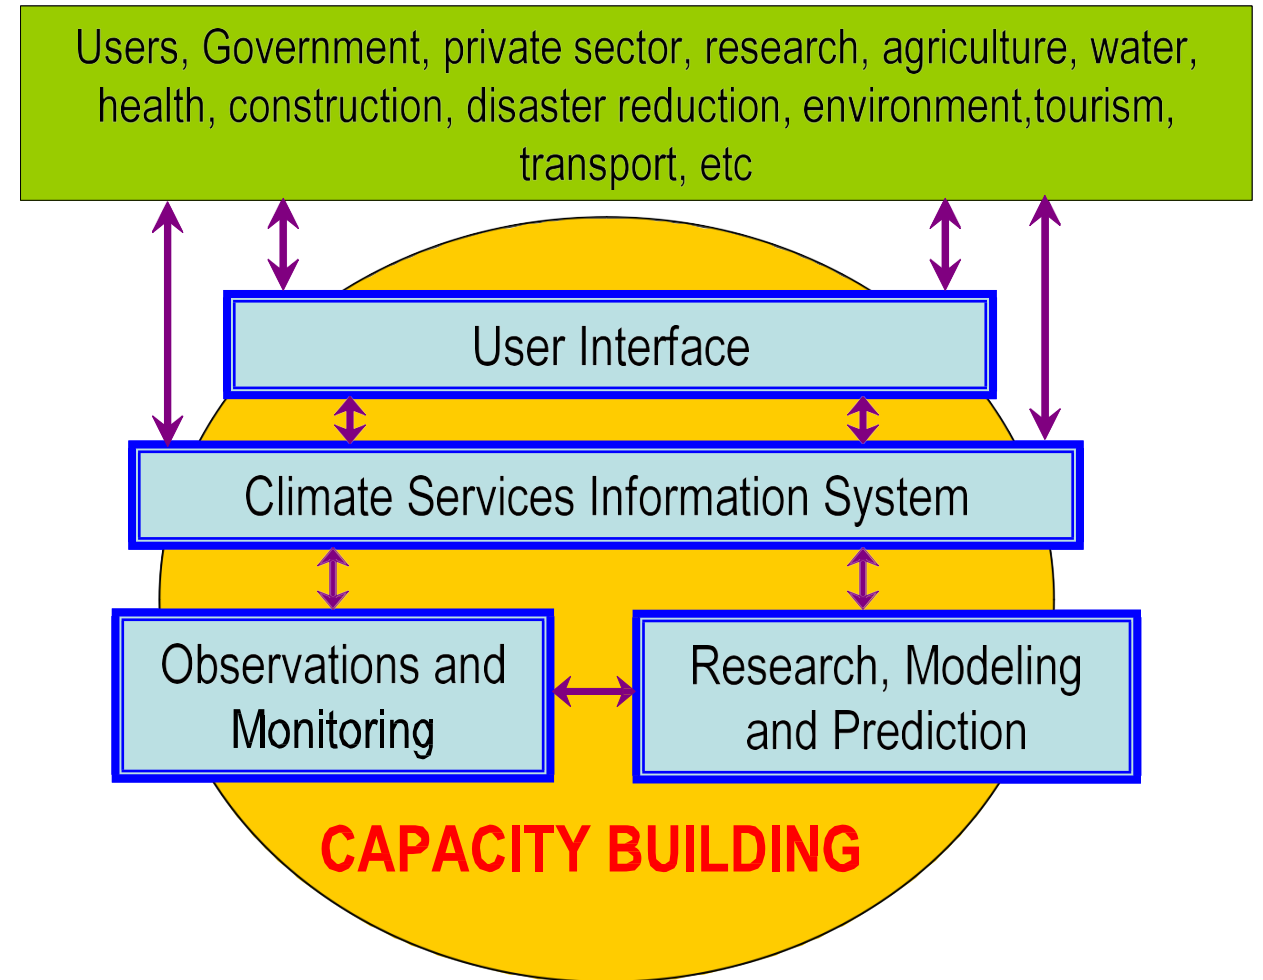 Users, Government, private sector, research, agriculture, water,
health, construction, disaster reduction, environment,tourism,
transport, etc
User Interface
Climate Services Information System
Observations and
Monitoring
Research, Modeling
and Prediction
CAPACITY BUILDING